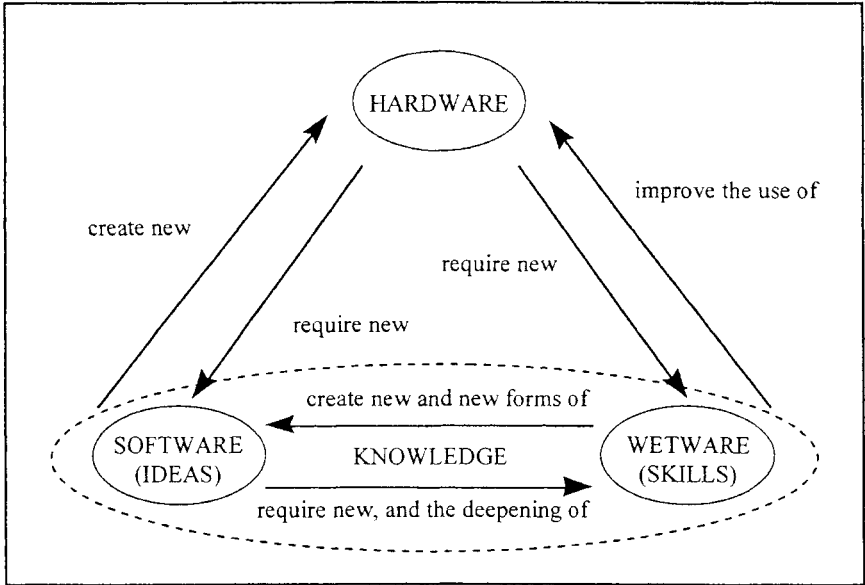 HARDWARE
improve the use of
create new
require new
require new
create new and new forms of
SOFTWARE
(IDEAS)
KNOWLEDGE
WETWARE
(SKILLS)
require new, and the deepening of